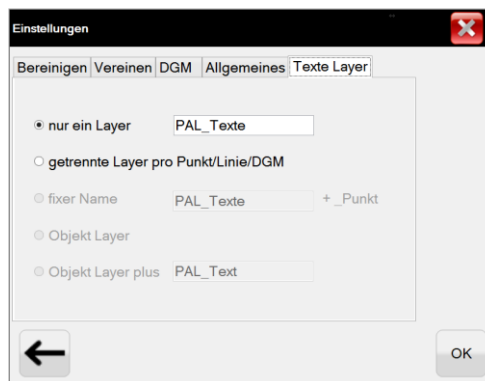 Einstellungen
Bereinigen Vereinen DGM Allgemeines Texte Layer
nur ein Layer PAL_Texte
getrennte Layer pro Punkt/Linie/DGM
fixer Name PAL_Texte + _Punkt
Objekt Layer
Objekt Layer plus PAL_Text
OK